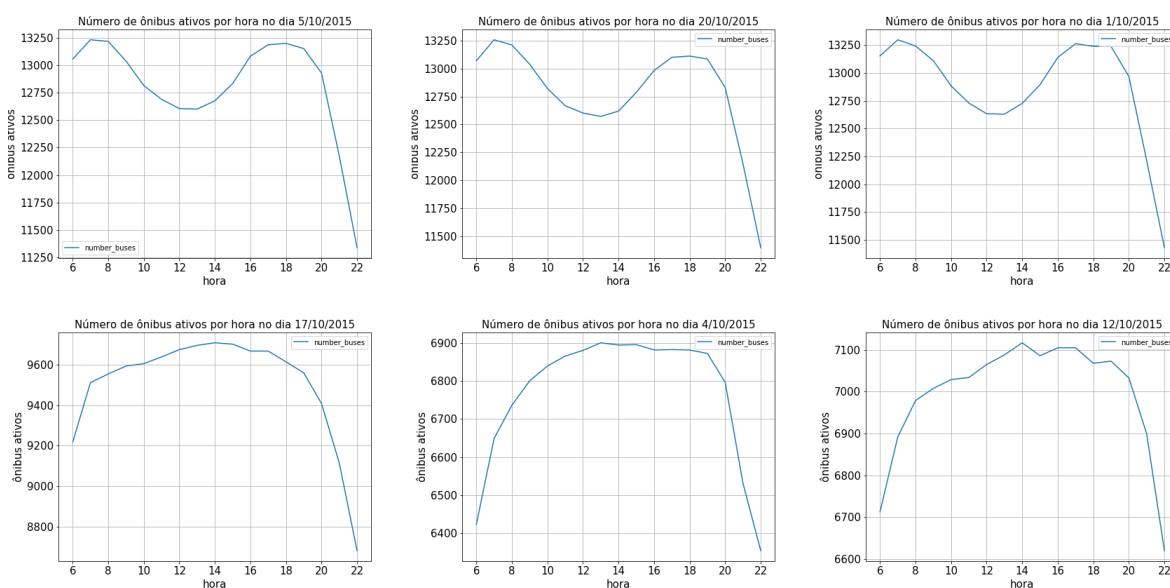 Número de ônibus ativos por hora no dia 5/10/2015
13250
13000
12750
12500
12250
12000
11750
11500
11250
ônibus ativos
number_buses
6 8 10 12 14 16 18 20 22
hora
Número de ônibus ativos por hora no dia 20/10/2015
13250
13000
12750
12500
12250
12000
11750
11500
ônibus ativos
number_buses
6 8 10 12 14 16 18 20 22
hora
Número de ônibus ativos por hora no dia 1/10/2015
13250
13000
12750
12500
12250
12000
11750
11500
ônibus ativos
number_buses
6 8 10 12 14 16 18 20 22
hora
Número de ônibus ativos por hora no dia 17/10/2015
9600
9400
9200
9000
8800
ônibus ativos
number_buses
6 8 10 12 14 16 18 20 22
hora
Número de ônibus ativos por hora no dia 4/10/2015
6900
6800
6700
6600
6500
6400
ônibus ativos
number_buses
6 8 10 12 14 16 18 20 22
hora
Número de ônibus ativos por hora no dia 12/10/2015
7100
7000
6900
6800
6700
6600
ônibus ativos
number_buses
6 8 10 12 14 16 18 20 22
hora